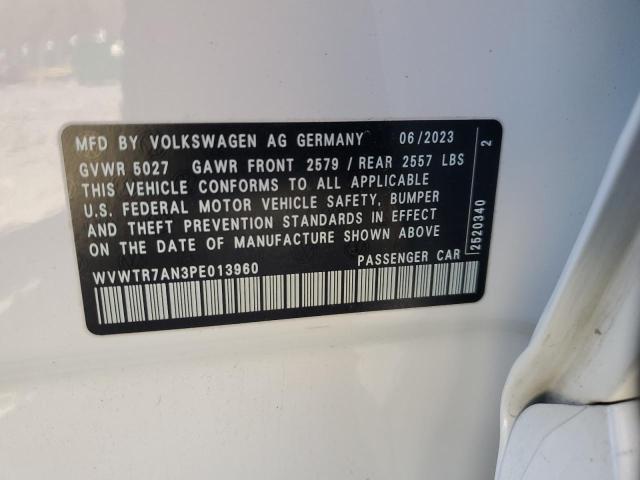 MFD BY VOLKSWAGEN AG GERMANY 06/2023
GVWR 5027 GAWR FRONT 2579 / REAR 2557 LBS
THIS VEHICLE CONFORMS TO ALL APPLICABLE
U.S. FEDERAL MOTOR VEHICLE SAFETY, BUMPER
AND THEFT PREVENTION STANDARDS IN EFFECT
ON THE DATE OF MANUFACTURE SHOWN ABOVE
WVWTR7AN3PE013960 PASSENGER CAR
2520340 2